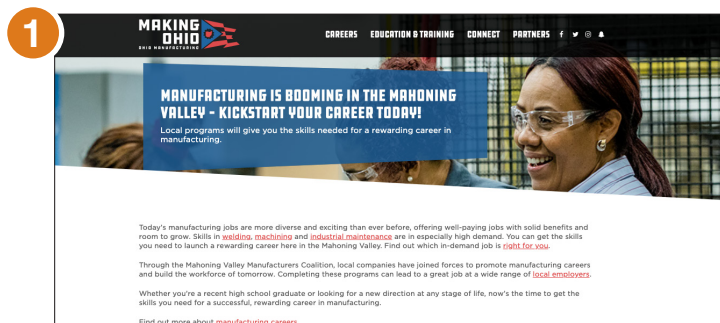 1
MAKING
OHIO
OHIO MANUFACTURING
CAREERS EDUCATION & TRAINING CONNECT PARTNERS
MANUFACTURING IS BOOMING IN THE MAHONING
VALLEY - KICKSTART YOUR CAREER TODAY!
Local programs will give you the skills needed for a rewarding career in
manufacturing.
Today's manufacturing jobs are more diverse and exciting than ever before, offering well-paying jobs with solid benefits and
room to grow. Skills in welding, machining and industrial maintenance are in especially high demand. You can get the skills
you need to launch a rewarding career here in the Mahoning Valley. Find out which in-demand job is right for you.
Through the Mahoning Valley Manufacturers Coalition, local companies have joined forces to promote manufacturing careers
and build the workforce of tomorrow. Completing these programs can lead to a great job at a wide range of local employers.
Whether you're a recent high school graduate or looking for a new direction at any stage of life, now's the time to get the
skills you need for a successful, rewarding career in manufacturing.
Find out more about manufacturing careers